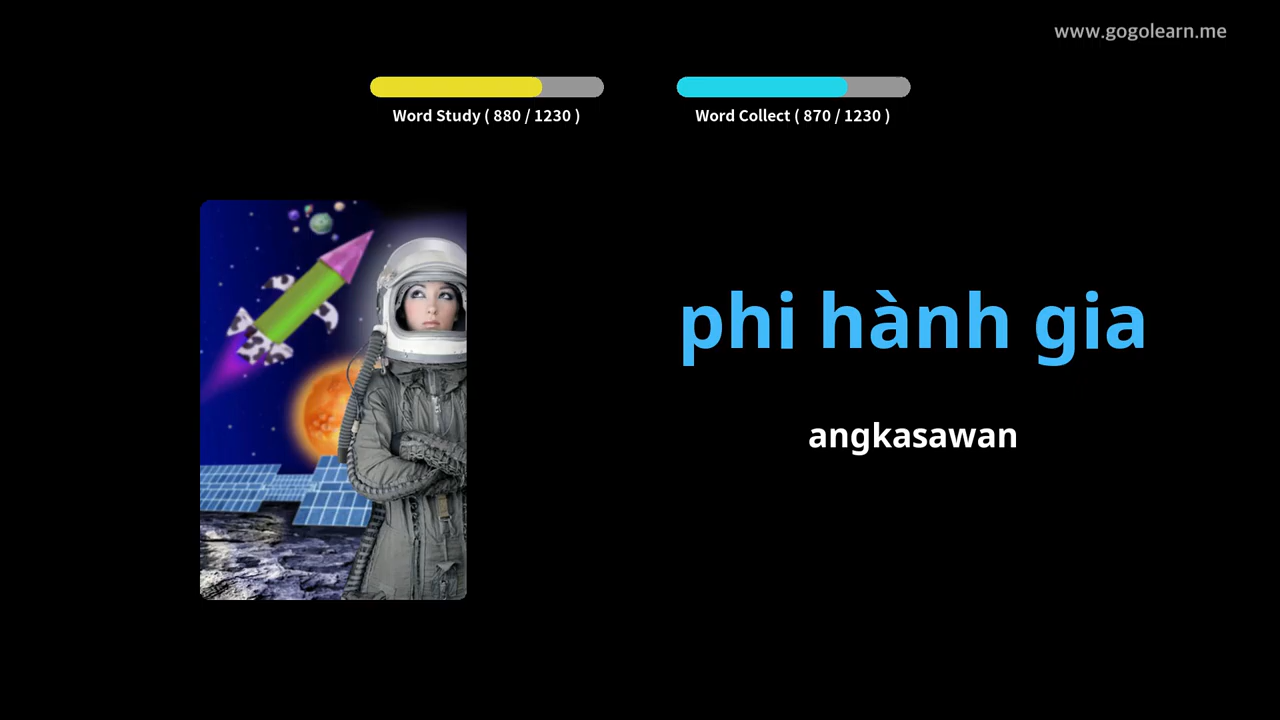 www.gogolearn.me
Word Study ( 880 / 1230 )
Word Collect ( 870 / 1230 )
phi hành gia
angkasawan